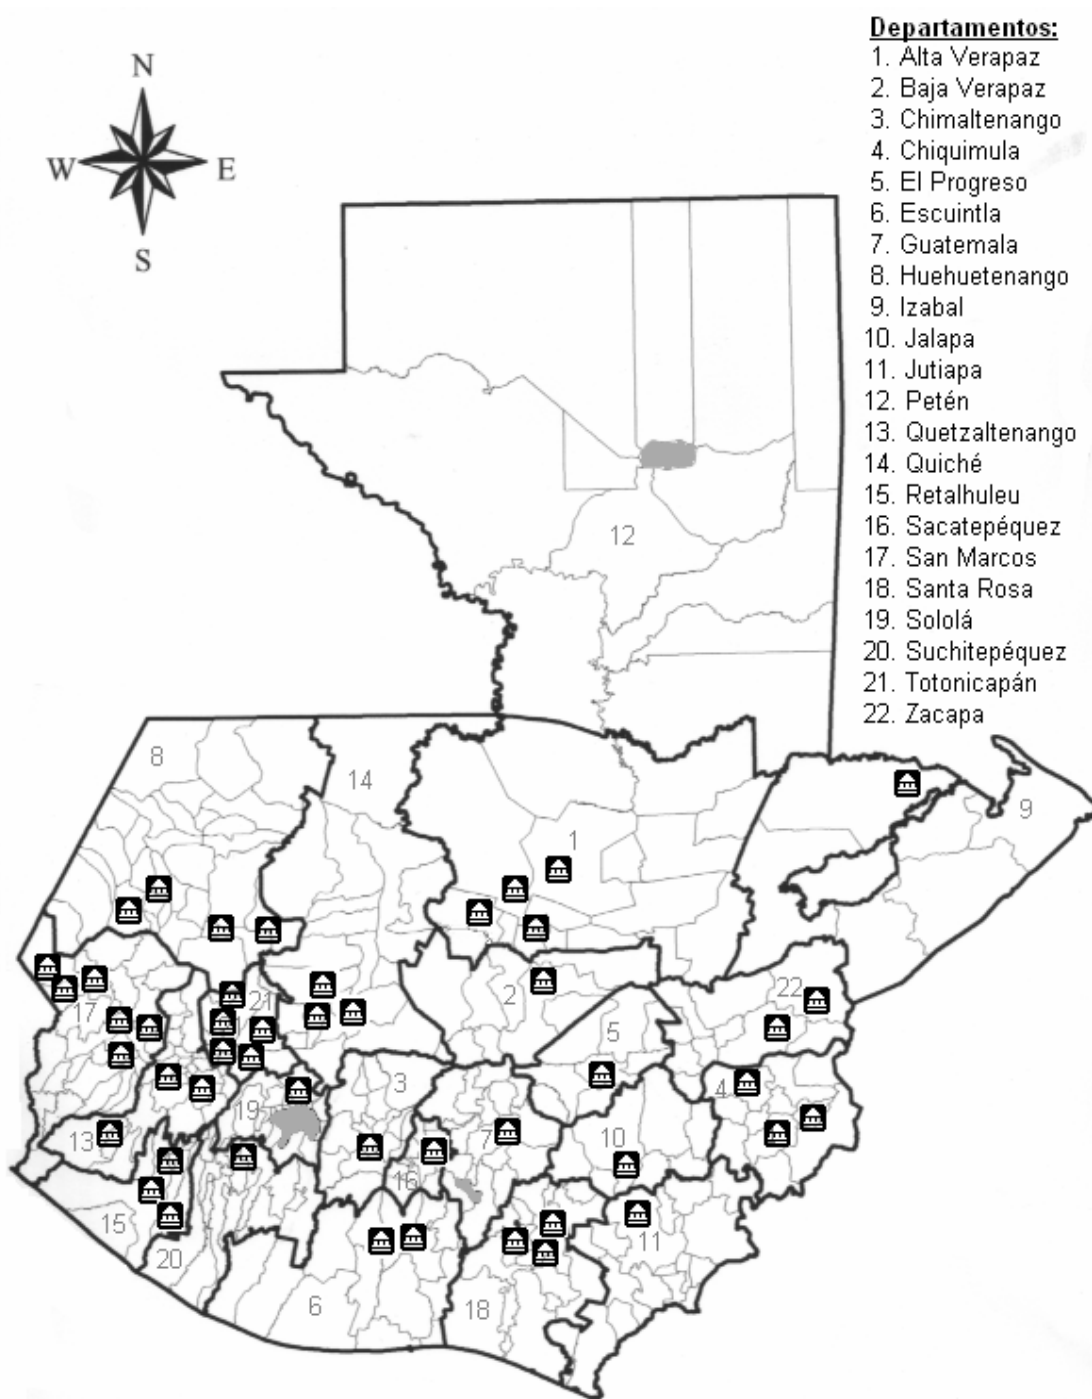 Departamentos:
1. Alta Verapaz
2. Baja Verapaz
3. Chimaltenango
4. Chiquimula
5. El Progreso
6. Escuintla
7. Guatemala
8. Huehuetenango
9. Izabal
10. Jalapa
11. Jutiapa
12. Petén
13. Quetzaltenango
14. Quiché
15. Retalhuleu
16. Sacatepéquez
17. San Marcos
18. Santa Rosa
19. Sololá
20. Suchitepéquez
21. Totonicapán
22. Zacapa
N
W E
S
12
8
14
9
1
2
22
21
17
5
3
4
19
7
10
13
16
15
11
20
6
18